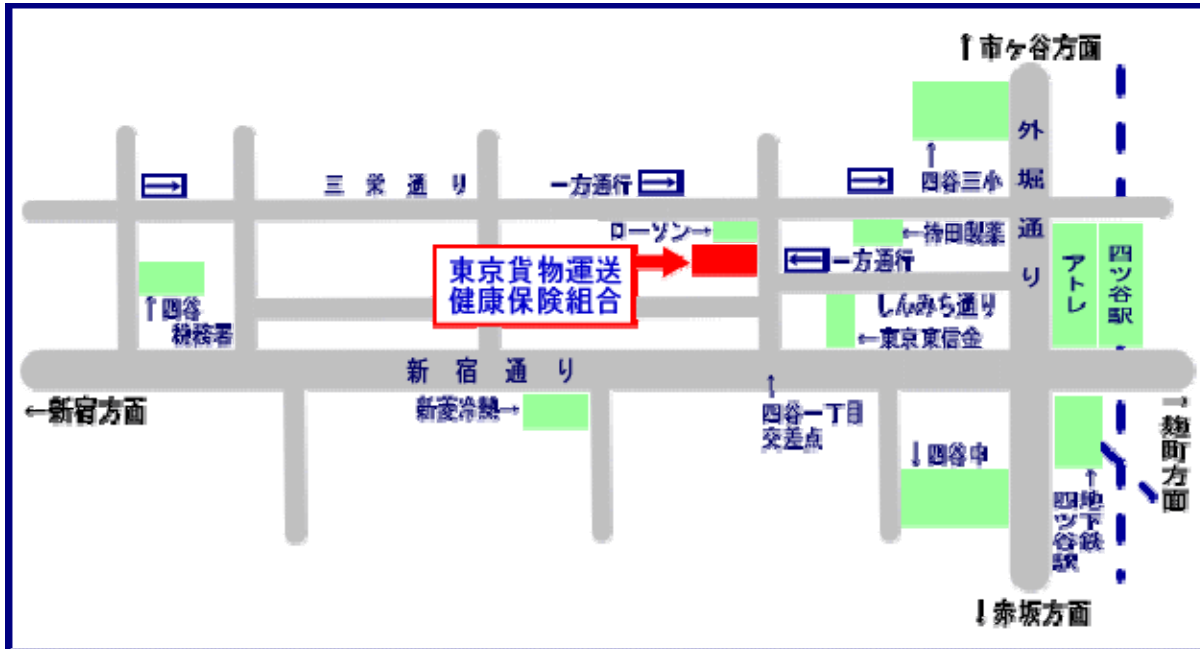 ↑市ケ谷方面
外堀通り
↑
四谷三小
三栄通り
一方通行
ローソン→
←持田製薬
東京貨物運送
健康保険組合
一方通行
アトレ
四ツ谷駅
↑四谷
税務署
しんみち通り
←東京東信金
新宿通り
←新宿方面
新菱冷熱→
↑
四谷一丁目
交差点
↓四谷中
↑地下鉄
四ツ谷駅
麹町方面
↓赤坂方面